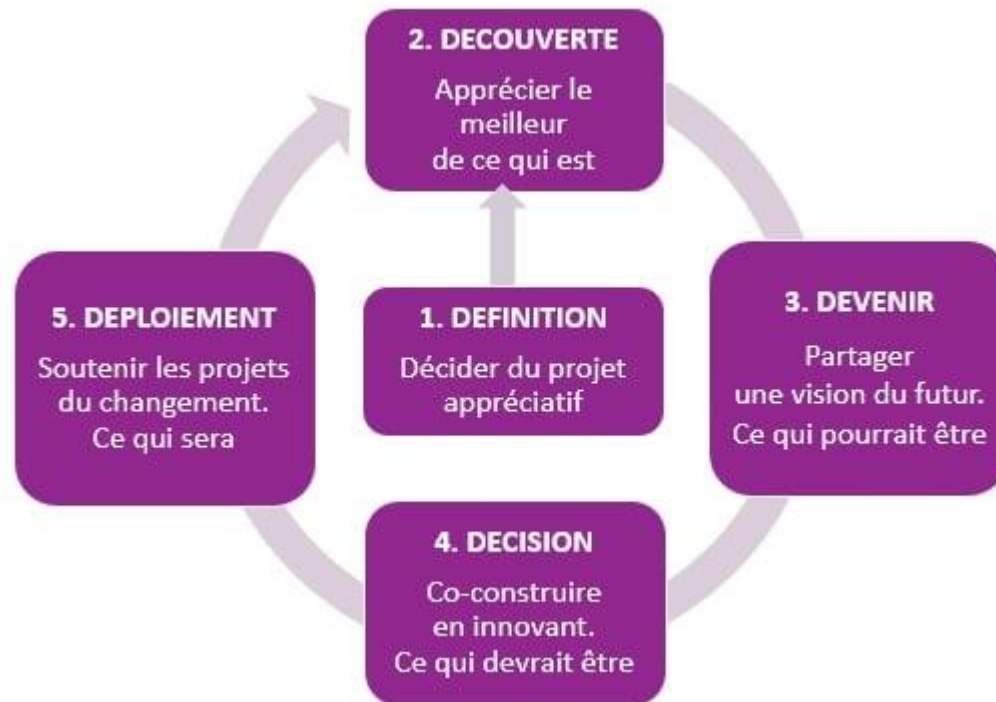 2. DECOUVERTE
Apprécier le
meilleur
de ce qui est
1. DEFINITION
Décider du projet
appréciatif
3. DEVENIR
Partager
une vision du futur.
Ce qui pourrait être
4. DECISION
Co-construire
en innovant.
Ce qui devrait être
5. DEPLOIEMENT
Soutenir les projets
du changement.
Ce qui sera